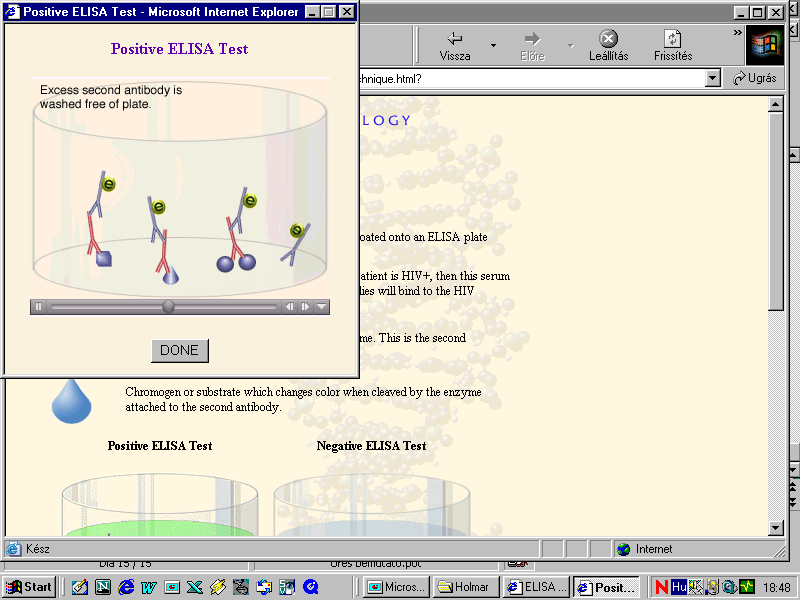 Positive ELISA Test - Microsoft Internet Explorer
Positive ELISA Test
Excess second antibody is
washed free of plate.
e
e
e
e
DONE
Vissza
Előre
Leállítás
Frissítés
»
chnique.html?
Ugrás
LOGY
oated onto an ELISA plate
atient is HIV+, then this serum
lies will bind to the HIV
me. This is the second
Chromogen or substrate which changes color when cleaved by the enzyme
attached to the second antibody.
Positive ELISA Test
Negative ELISA Test
Kész
Internet
Dia 15 / 15
Üres bemutató.pot
Start
Micros...
Holmar
ELISA ...
Posit...
N
Hu
18:48